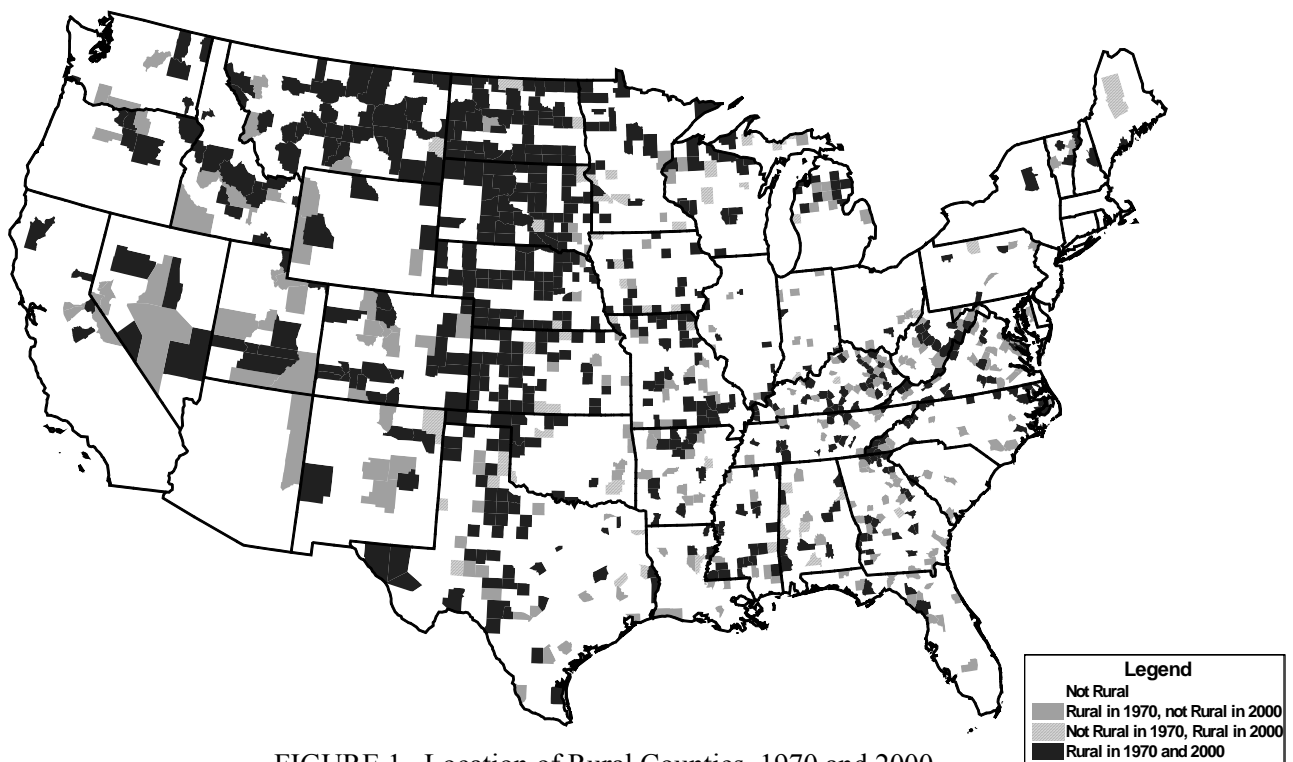 Legend
Not Rural
Rural in 1970, not Rural in 2000
Not Rural in 1970, Rural in 2000
Rural in 1970 and 2000
FIGURE 1. Location of Rural Counties, 1970 and 2000